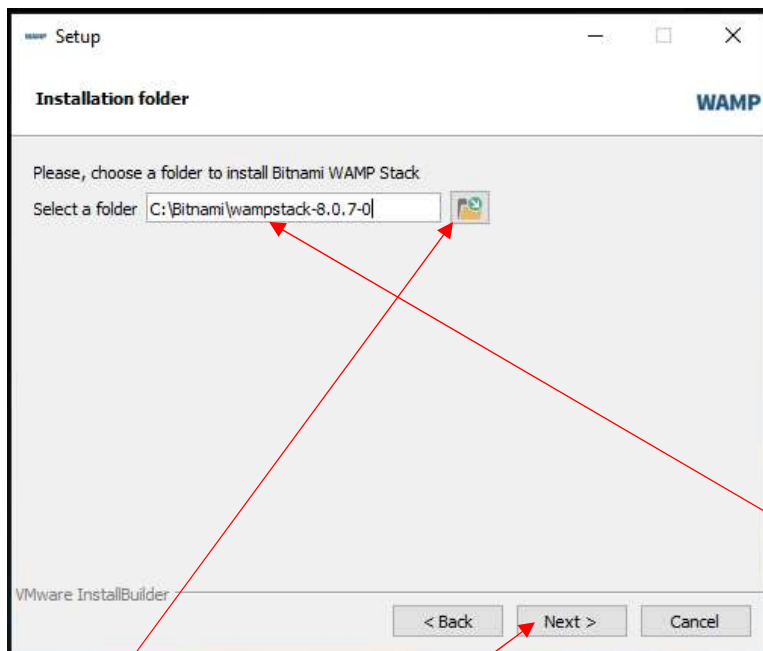 Setup
Installation folder
WAMP
Please, choose a folder to install Bitnami WAMP Stack
Select a folder C:\Bitnami\wampstack-8.0.7-0
VMware InstallBuilder
< Back Next > Cancel